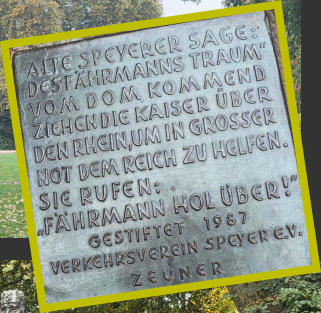 ALTE SPEYERER SAGE:
DES FÄHRMANNS TRAUM"
VOM DOM KOMMEND
ZIEHEN DIE KAISER ÜBER
DEN RHEIN, UM IN GROSSER
NOT DEM REICH ZU HELFEN.
SIE RUFEN:
„FÄHRMANN HOL ÜBER!"
GESTIFTET 1987
VERKEHRSVEREIN SPEYER E.V.
ZEUNER